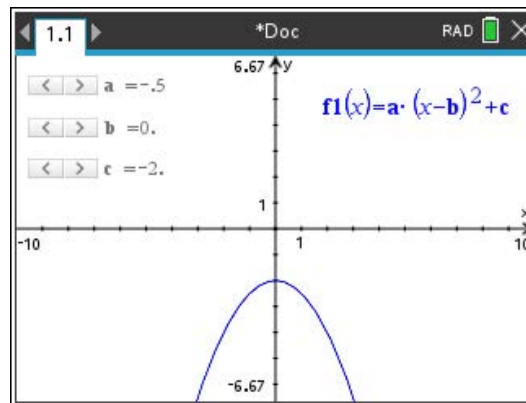 1.1 *Doc RAD
6.67 y
a =-.5
f1(x)=a·(x-b)²+c
b =0.
c =-2.
1
x
-10 1 10
-6.67